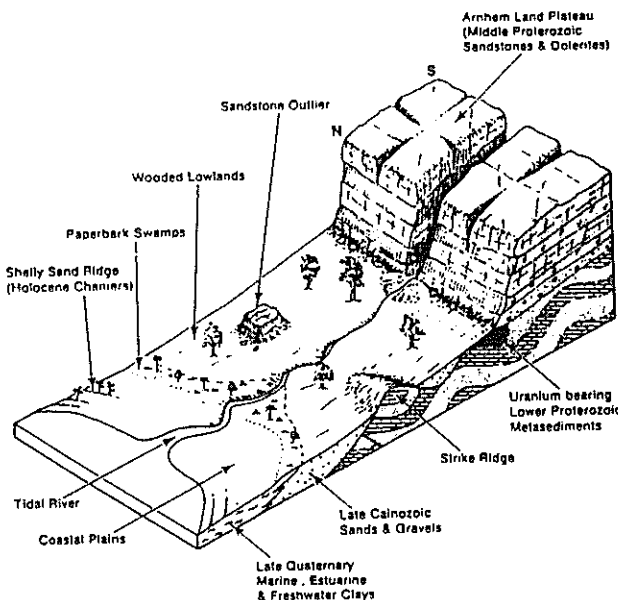 Arnhem Land Plateau
(Middle Proterozoic
Sandstones & Dolerites)
S
Sandstone Outlier
N
Wooded Lowlands
Paperbark Swamps
Shelly Sand Ridge
(Holocene Cheniers)
Uranium bearing
Lower Proterozoic
Metasediments
Strike Ridge
Tidal River
Late Cainozoic
Sands & Gravels
Coastal Plains
Late Quaternary
Marine, Estuarine
& Freshwater Clays